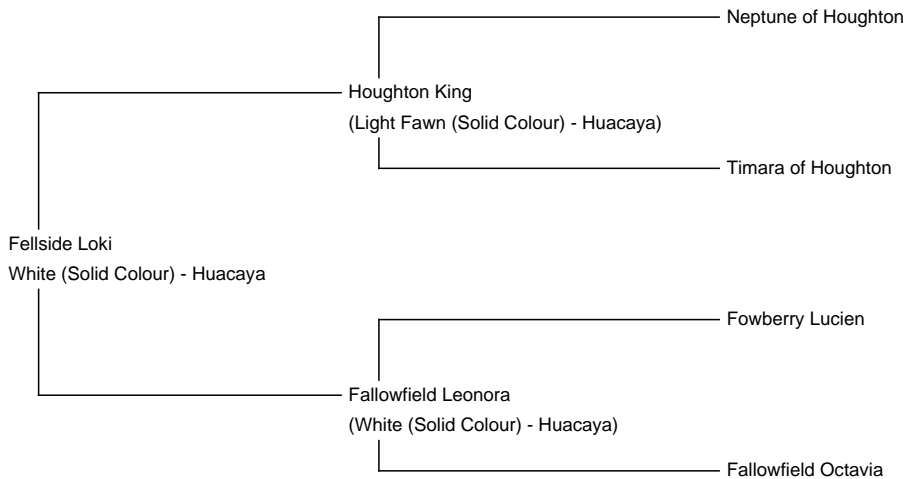 Neptune of Houghton
Houghton King
(Light Fawn (Solid Colour) - Huacaya)
Timara of Houghton
Fellside Loki
White (Solid Colour) - Huacaya
Fowberry Lucien
Fallowfield Leonora
(White (Solid Colour) - Huacaya)
Fallowfield Octavia